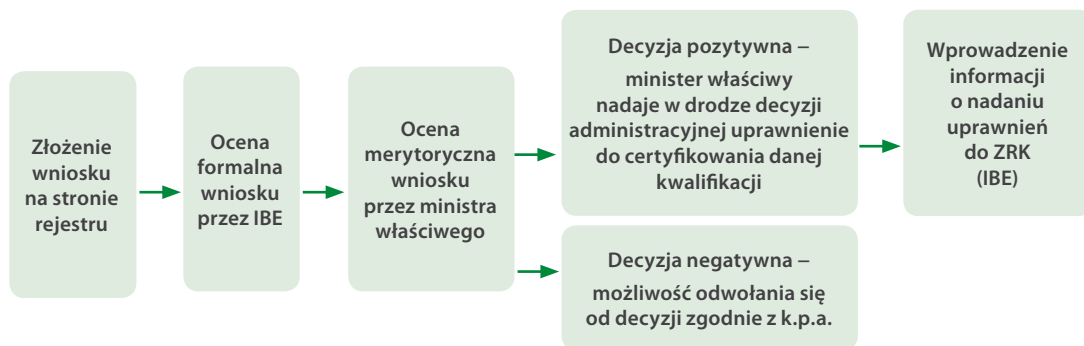 Złożenie
wniosku
na stronie
rejestru
Ocena
formalna
wniosku
przez IBE
Ocena
merytoryczna
wniosku
przez ministra
właściwego
Decyzja pozytywna –
minister właściwy
nadaje w drodze decyzji
administracyjnej uprawnienie
do certyfikowania danej
kwalifikacji
Wprowadzenie
informacji
o nadaniu
uprawnień
do ZRK
(IBE)
Decyzja negatywna –
możliwość odwołania się
od decyzji zgodnie z k.p.a.